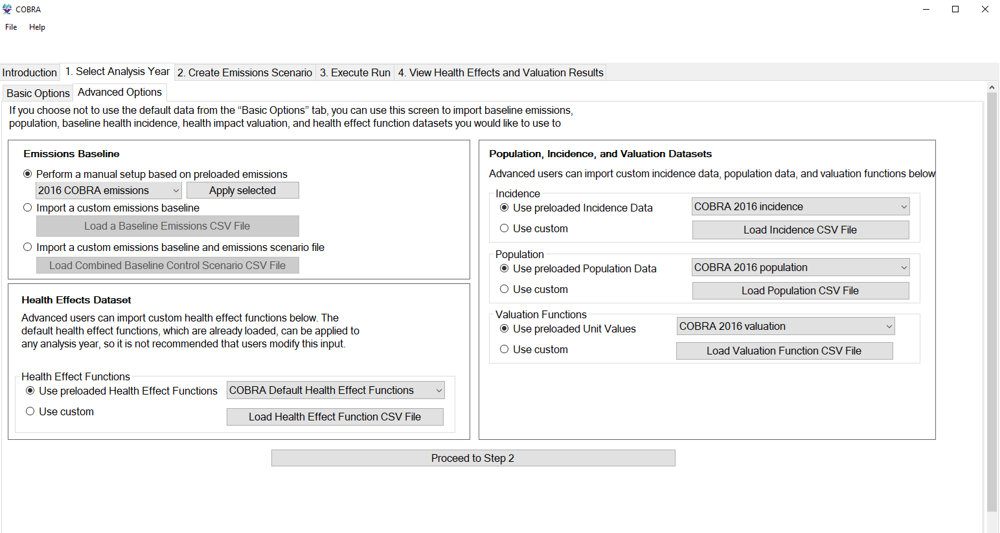 COBRA
File Help
Introduction 1. Select Analysis Year 2. Create Emissions Scenario 3. Execute Run 4. View Health Effects and Valuation Results
Basic Options Advanced Options
If you choose not to use the default data from the “Basic Options” tab, you can use this screen to import baseline emissions,
population, baseline health incidence, health impact valuation, and health effect function datasets you would like to use to
Emissions Baseline
Perform a manual setup based on preloaded emissions
2016 COBRA emissions Apply selected
Import a custom emissions baseline
Load a Baseline Emissions CSV File
Import a custom emissions baseline and emissions scenario file
Load Combined Baseline Control Scenario CSV File
Health Effects Dataset
Advanced users can import custom health effect functions below. The
default health effect functions, which are already loaded, can be applied to
any analysis year, so it is not recommended that users modify this input.
Health Effect Functions
Use preloaded Health Effect Functions COBRA Default Health Effect Functions
Use custom Load Health Effect Function CSV File
Population, Incidence, and Valuation Datasets
Advanced users can import custom incidence data, population data, and valuation functions below
Incidence
Use preloaded Incidence Data COBRA 2016 incidence
Use custom Load Incidence CSV File
Population
Use preloaded Population Data COBRA 2016 population
Use custom Load Population CSV File
Valuation Functions
Use preloaded Unit Values COBRA 2016 valuation
Use custom Load Valuation Function CSV File
Proceed to Step 2